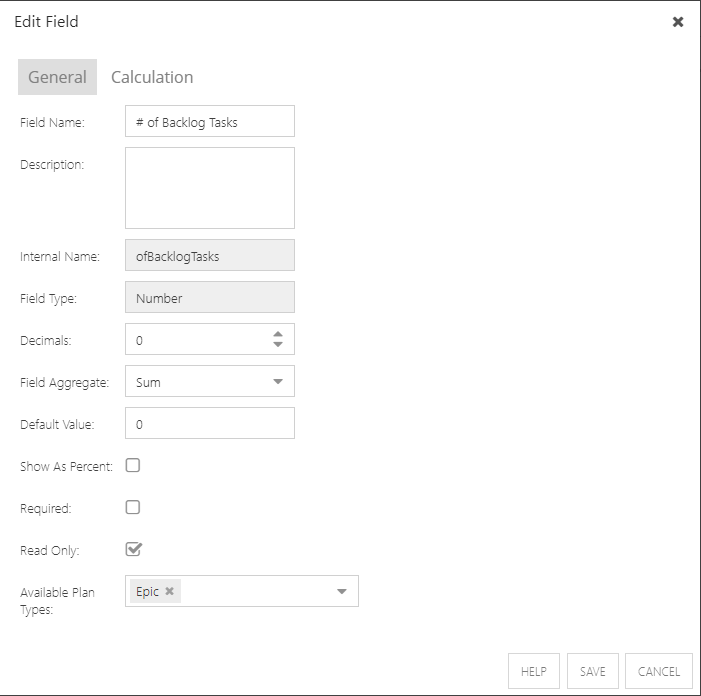 Edit Field
General Calculation
Field Name: # of Backlog Tasks
Description:
Internal Name: ofBacklogTasks
Field Type: Number
Decimals: 0
Field Aggregate: Sum
Default Value: 0
Show As Percent:
Required:
Read Only:
Available Plan Epic
Types:
HELP SAVE CANCEL